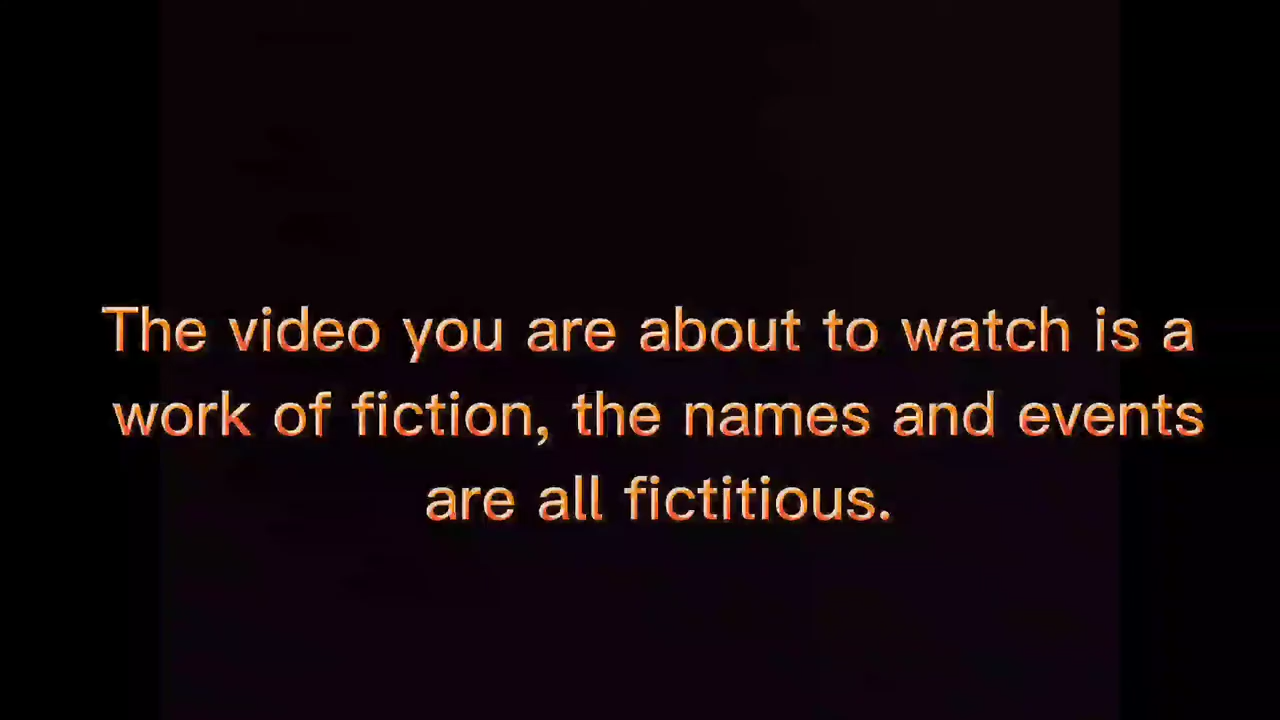 The video you are about to watch is a
work of fiction, the names and events
are all fictitious.